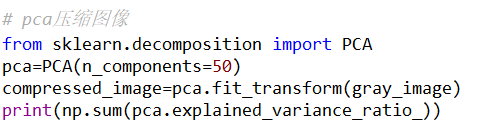 # pca压缩图像
from sklearn.decomposition import PCA
pca=PCA(n_components=50)
compressed_image=pca.fit_transform(gray_image)
print(np.sum(pca.explained_variance_ratio_))